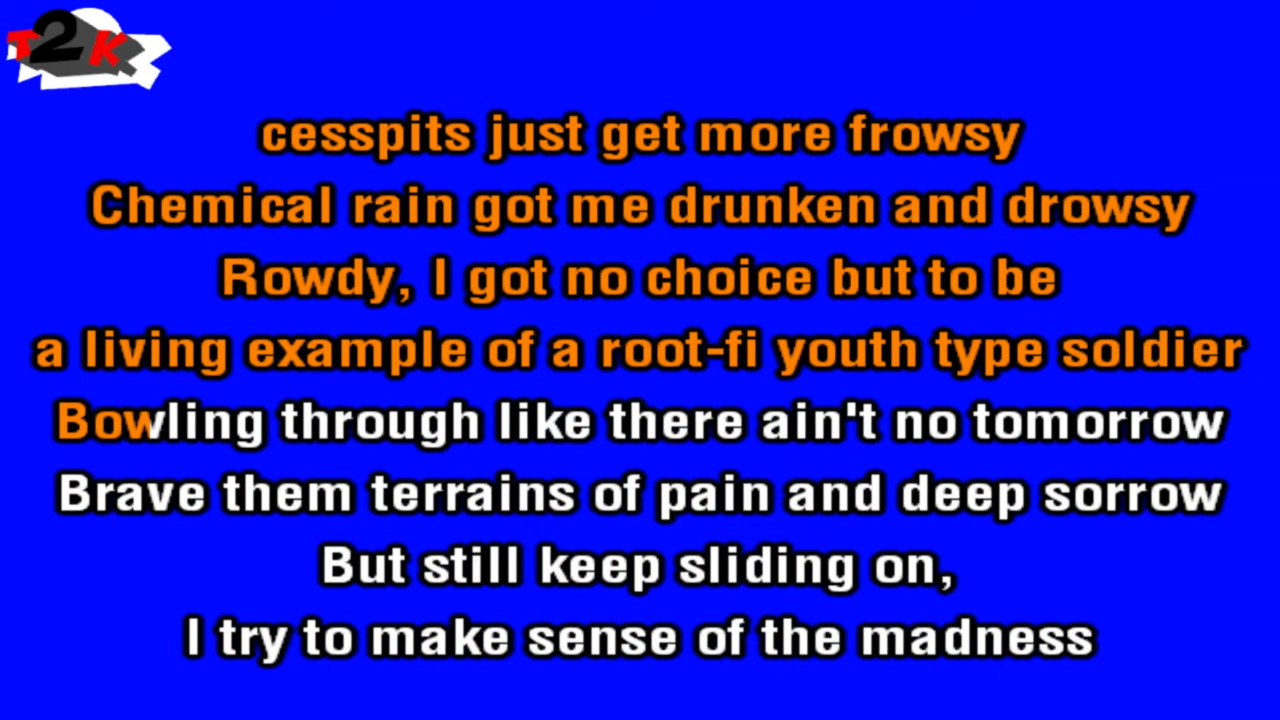 T2K
cesspits just get more frowsy
Chemical rain got me drunken and drowsy
Rowdy, I got no choice but to be
a living example of a root-fi youth type soldier
Bowling through like there ain't no tomorrow
Brave them terrains of pain and deep sorrow
But still keep sliding on,
I try to make sense of the madness